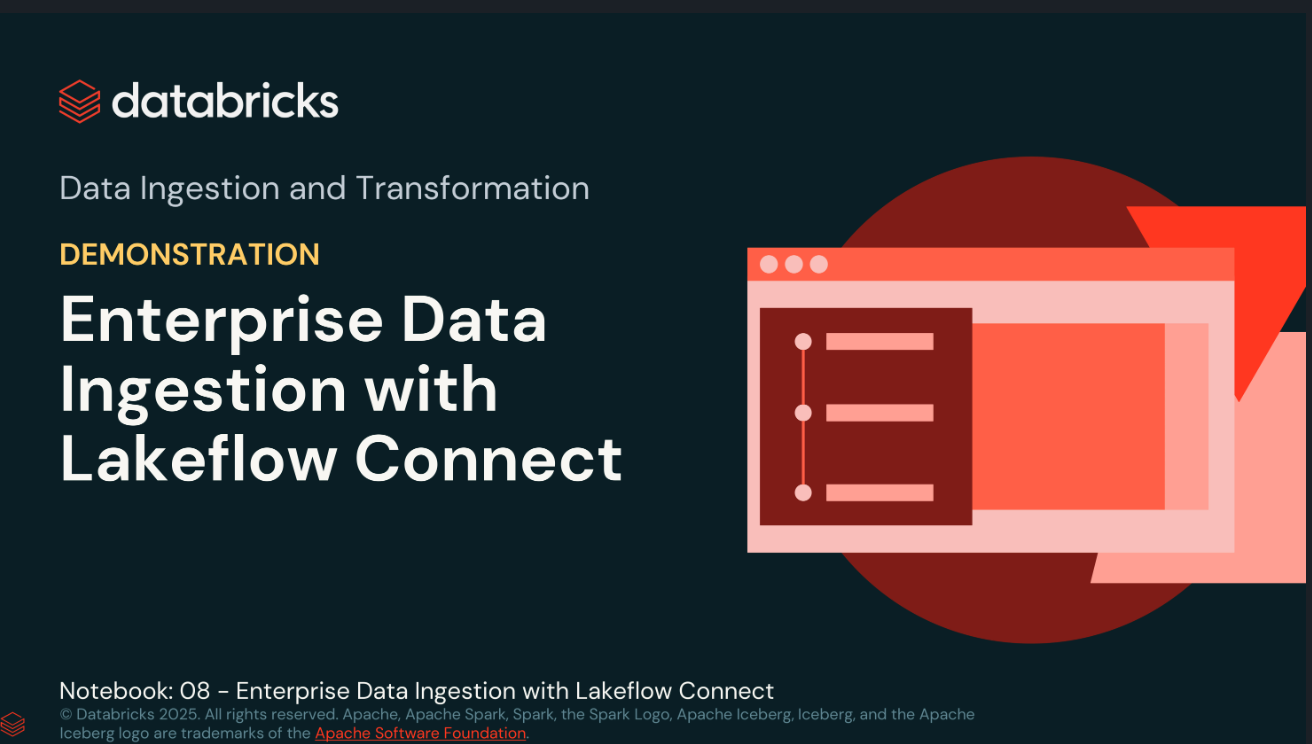 databricks
Data Ingestion and Transformation
DEMONSTRATION
Enterprise Data
Ingestion with
Lakeflow Connect
Notebook: 08 - Enterprise Data Ingestion with Lakeflow Connect
© Databricks 2025. All rights reserved. Apache, Apache Spark, Spark, the Spark Logo, Apache Iceberg, Iceberg, and the Apache
Iceberg logo are trademarks of the Apache Software Foundation.